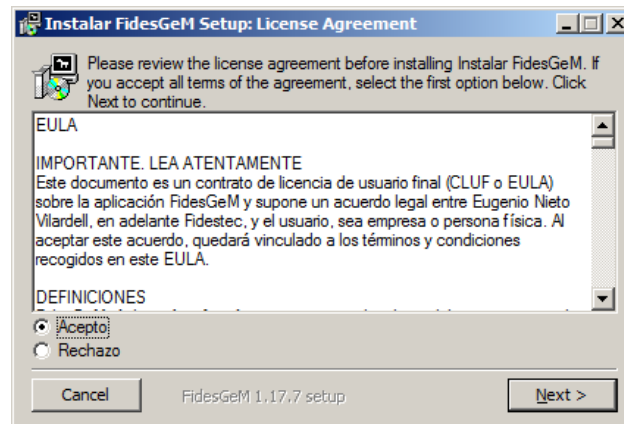 Instalar FidesGeM Setup: License Agreement
Please review the license agreement before installing Instalar FidesGeM. If
you accept all terms of the agreement, select the first option below. Click
Next to continue.
EULA
IMPORTANTE. LEA ATENTAMENTE
Este documento es un contrato de licencia de usuario final (CLUF o EULA)
sobre la aplicación FidesGeM y supone un acuerdo legal entre Eugenio Nieto
Vilardell, en adelante Fidestec, y el usuario, sea empresa o persona física. Al
aceptar este acuerdo, quedará vinculado a los términos y condiciones
recogidos en este EULA.
DEFINICIONES
Acepto
Rechazo
Cancel
FidesGeM 1.17.7 setup
Next >